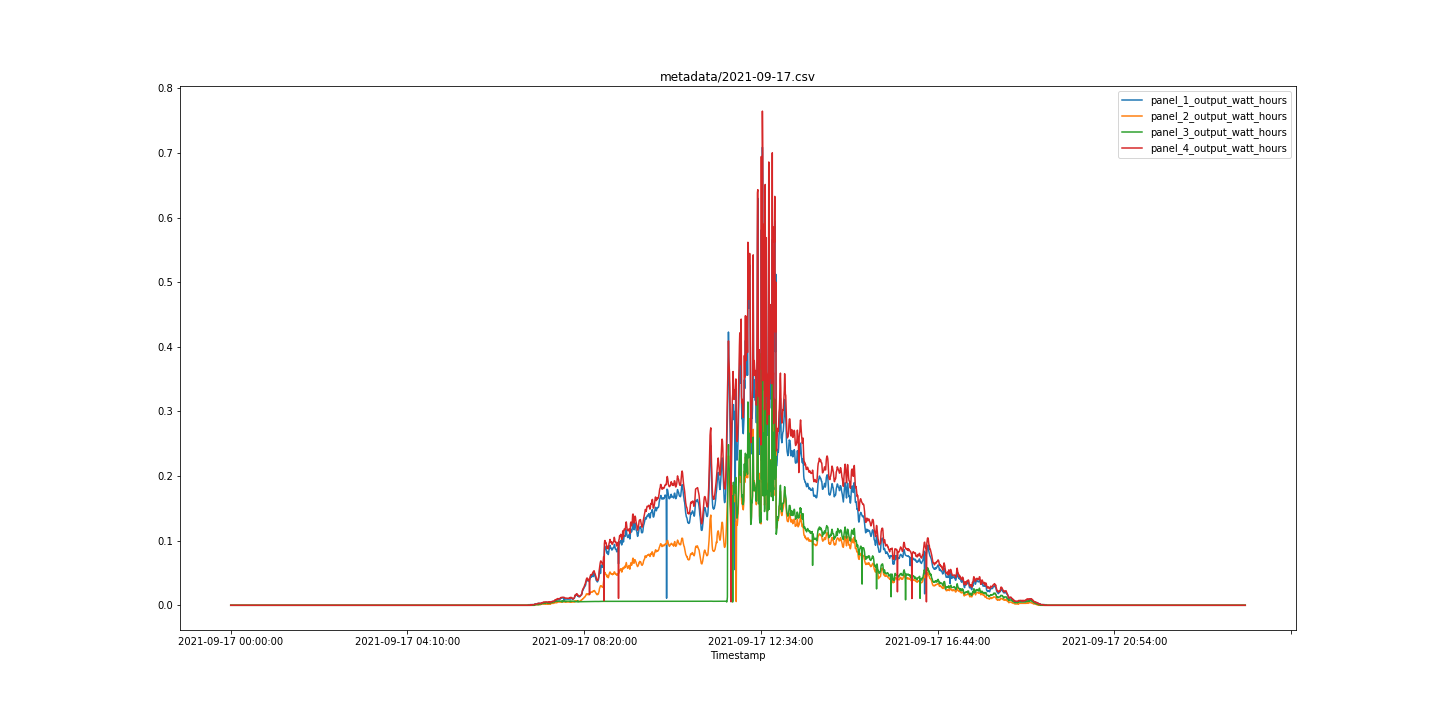 metadata/2021-09-17.csv
0.8
0.7
0.6
0.5
0.4
0.3
0.2
0.1
0.0
panel_1_output_watt_hours
panel_2_output_watt_hours
panel_3_output_watt_hours
panel_4_output_watt_hours
2021-09-17 00:00:00
2021-09-17 04:10:00
2021-09-17 08:20:00
2021-09-17 12:34:00
2021-09-17 16:44:00
2021-09-17 20:54:00
Timestamp